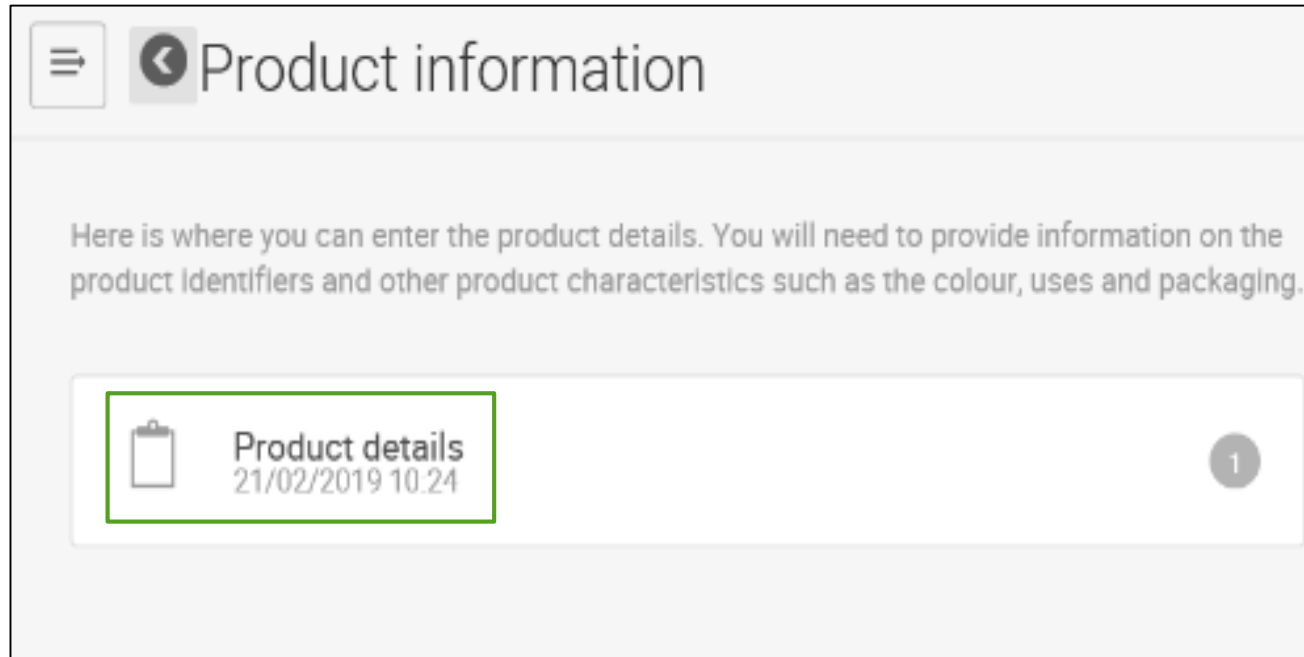 Product information
Here is where you can enter the product details. You will need to provide information on the
product identifiers and other product characteristics such as the colour, uses and packaging.
Product details
1
21/02/2019 10:24